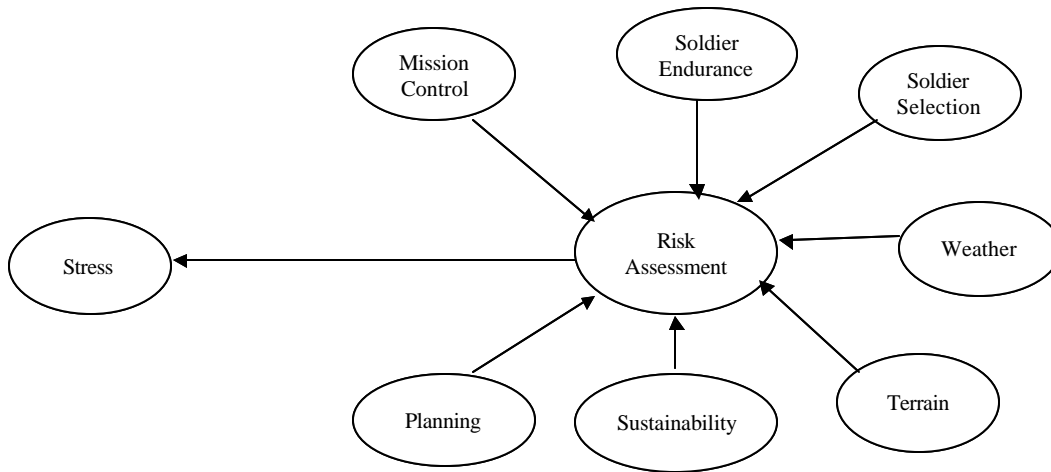 Mission
Control
Soldier
Endurance
Soldier
Selection
Stress
Risk
Assessment
Weather
Planning
Sustainability
Terrain